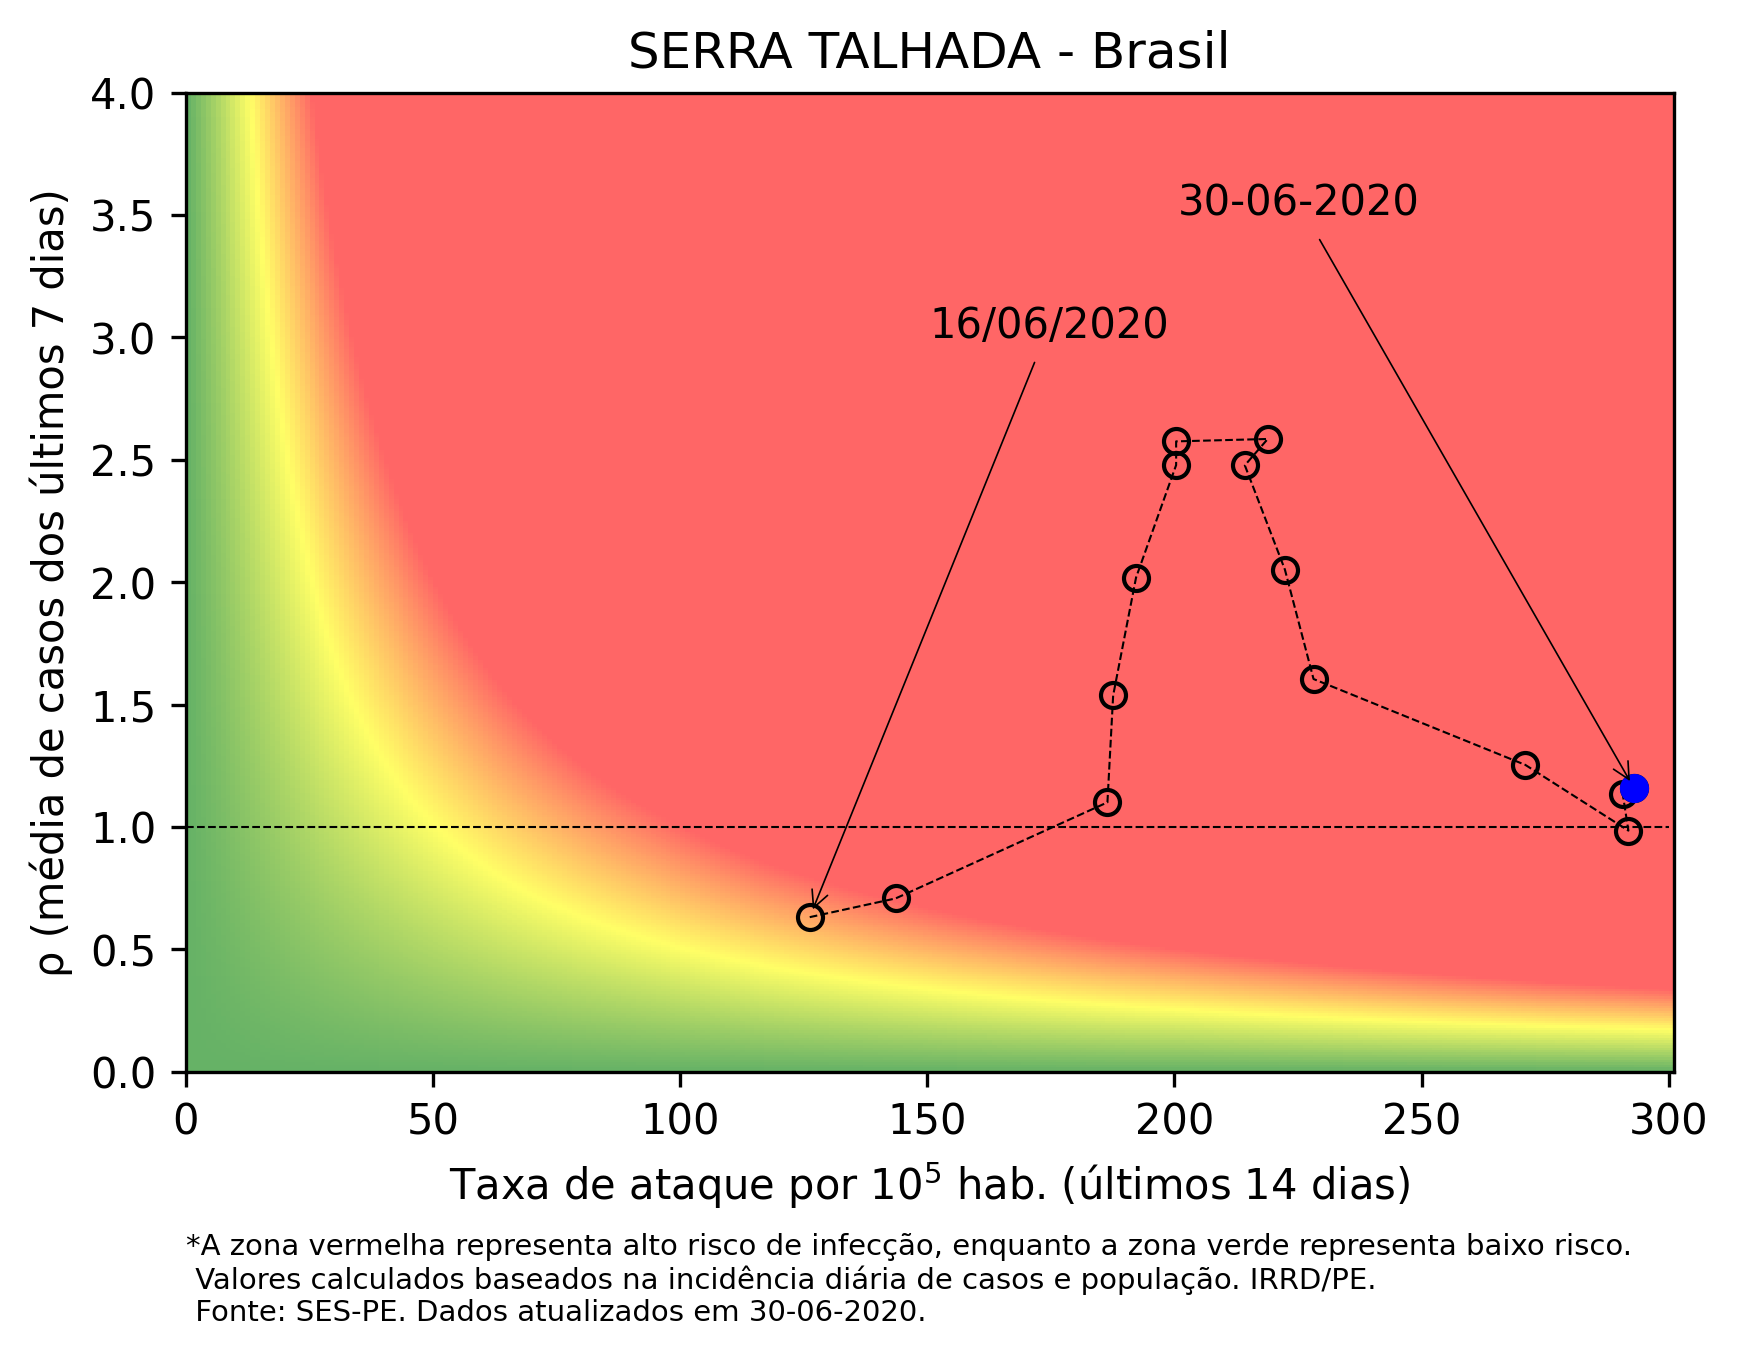 SERRA TALHADA - Brasil
4.0
3.5
3.0
2.5
2.0
1.5
1.0
0.5
0.0
ρ (média de casos dos últimos 7 dias)
30-06-2020
16/06/2020
0 50 100 150 200 250 300
Taxa de ataque por 10⁵ hab. (últimos 14 dias)
*A zona vermelha representa alto risco de infecção, enquanto a zona verde representa baixo risco.
Valores calculados baseados na incidência diária de casos e população. IRRD/PE.
Fonte: SES-PE. Dados atualizados em 30-06-2020.